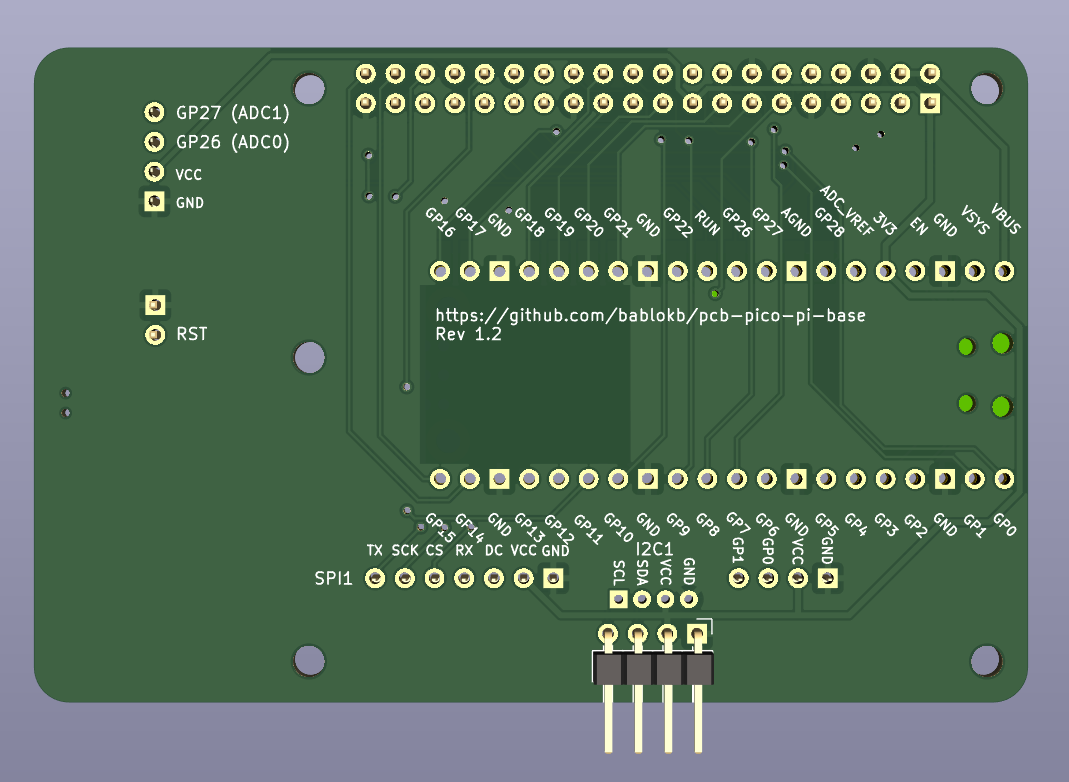 GP27 (ADC1)
GP26 (ADC0)
VCC
GND
GP16 GP17 GND GP18 GP19 GP20 GP21 GND GP22 RUN GP26 GP27 AGND GP28 ADC_VREF 3V3 EN GND VSYS VBUS
https://github.com/bablokb/pcb-pico-pi-base
Rev 1.2
RST
GP15 GP14 GND GP13 GP12 GP11 GP10 GND GP9 GP8 GP7 GP6 GND GP5 GP4 GP3 GP2 GND GP1 GP0
TX SCK CS RX DC VCC GND
SPI1
I2C1
SCL SDA VCC GND
GP1 GP0 VCC GND